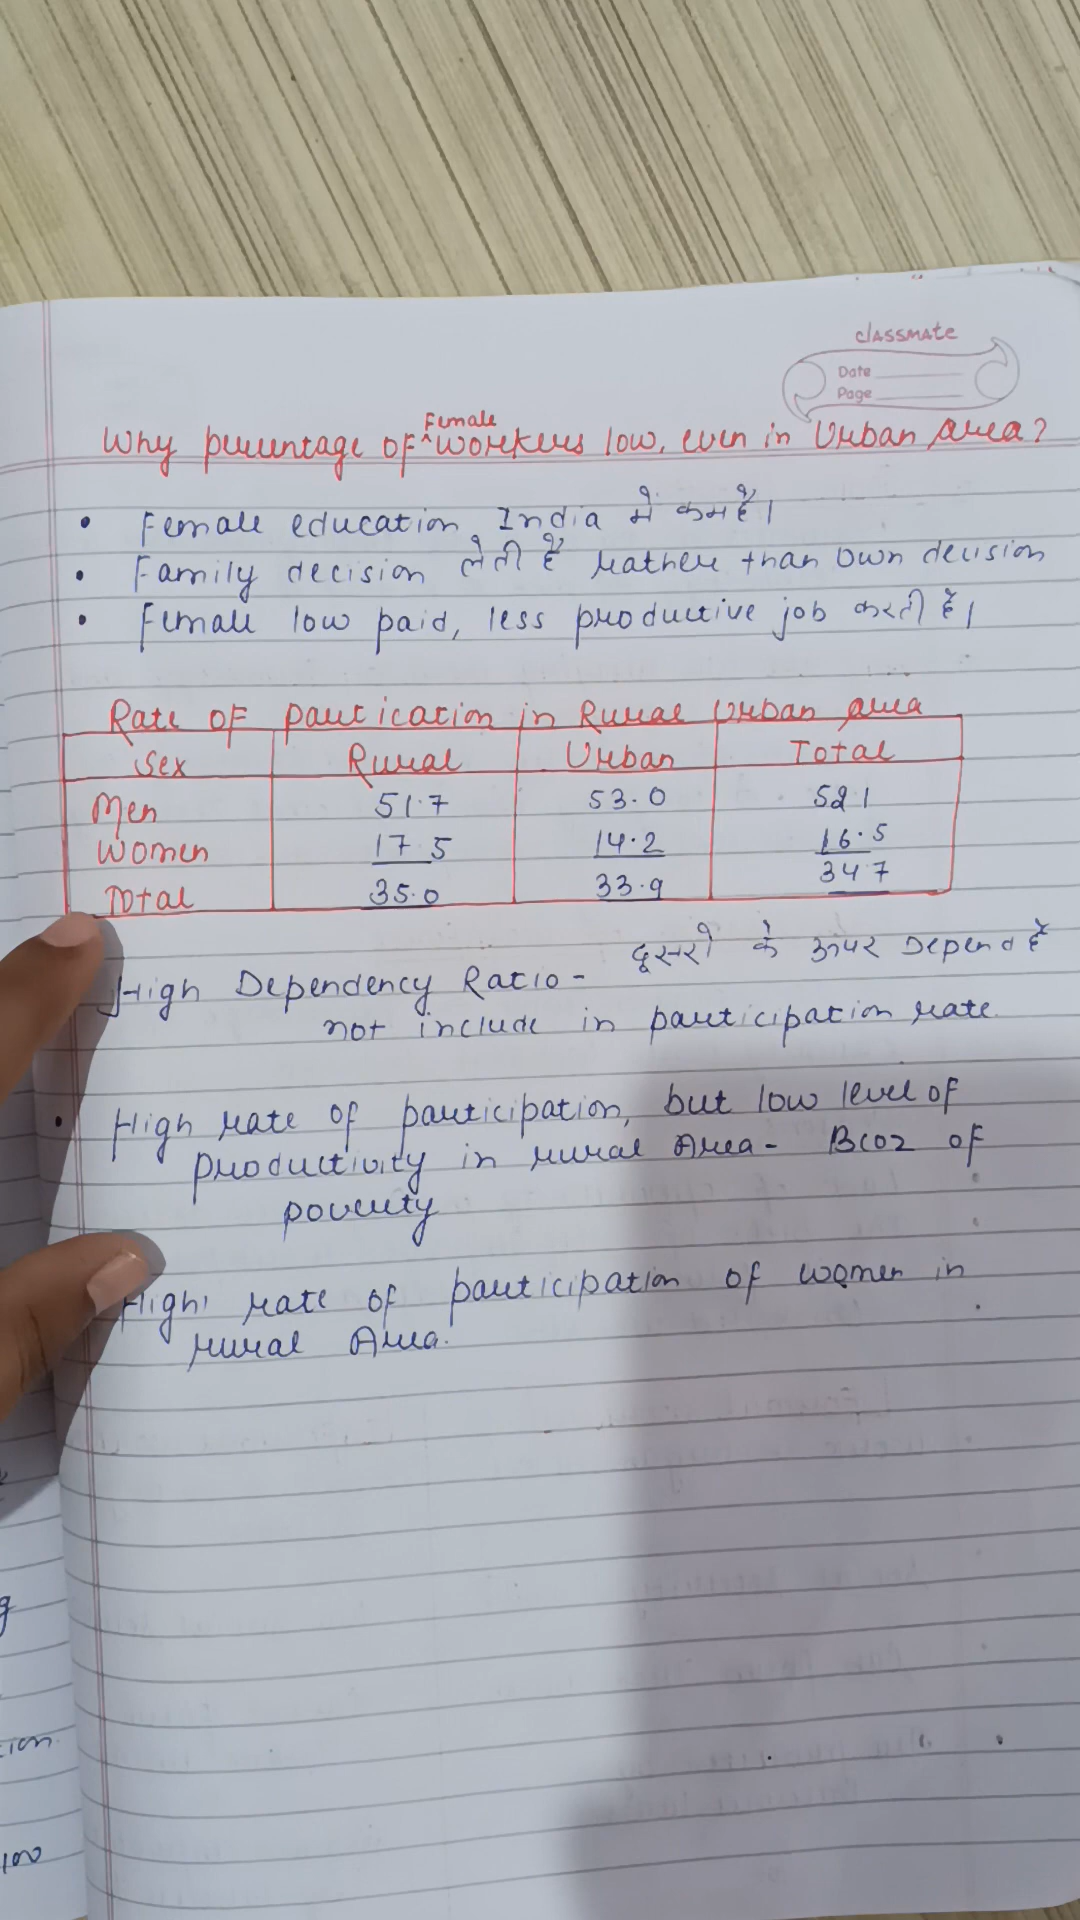 classmate
Date
Page
Why percentage of ^Female workers low, even in Urban Area?
• Female education India में कम है।
• Family decision लेती है rather than own decision
• Female low paid, less productive job करती है।
Rate of partication in Rural Urban area
Sex Rural Urban Total
Men 51.7 53.0 52.1
Women 17.5 14.2 16.5
Total 35.0 33.9 34.7
High Dependency Ratio - दूसरों के ऊपर Depend है
not include in participation rate.
• High rate of participation, but low level of
productivity in rural Area - Bcoz of
poverty
High rate of participation of women in
rural Area.